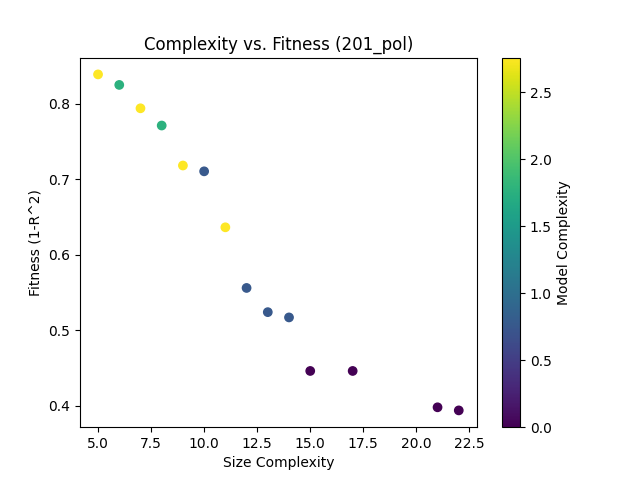 Complexity vs. Fitness (201_pol)
Fitness (1-R^2)
0.8
0.7
0.6
0.5
0.4
5.0 7.5 10.0 12.5 15.0 17.5 20.0 22.5
Size Complexity
2.5
2.0
1.5
1.0
0.5
0.0
Model Complexity